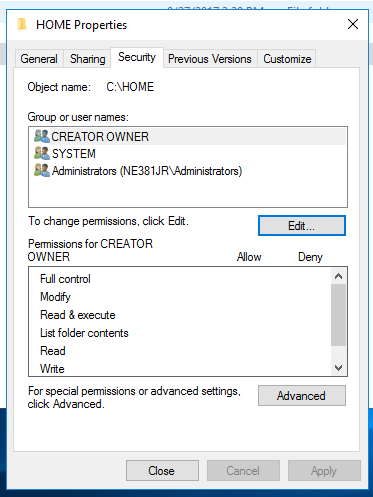 HOME Properties
General
Sharing
Security
Previous Versions
Customize
Object name: C:\HOME
Group or user names:
CREATOR OWNER
SYSTEM
Administrators (NE381JR\Administrators)
To change permissions, click Edit.
Edit...
Permissions for CREATOR
OWNER
Allow
Deny
Full control
Modify
Read & execute
List folder contents
Read
Write
For special permissions or advanced settings,
click Advanced.
Advanced
Close
Cancel
Apply